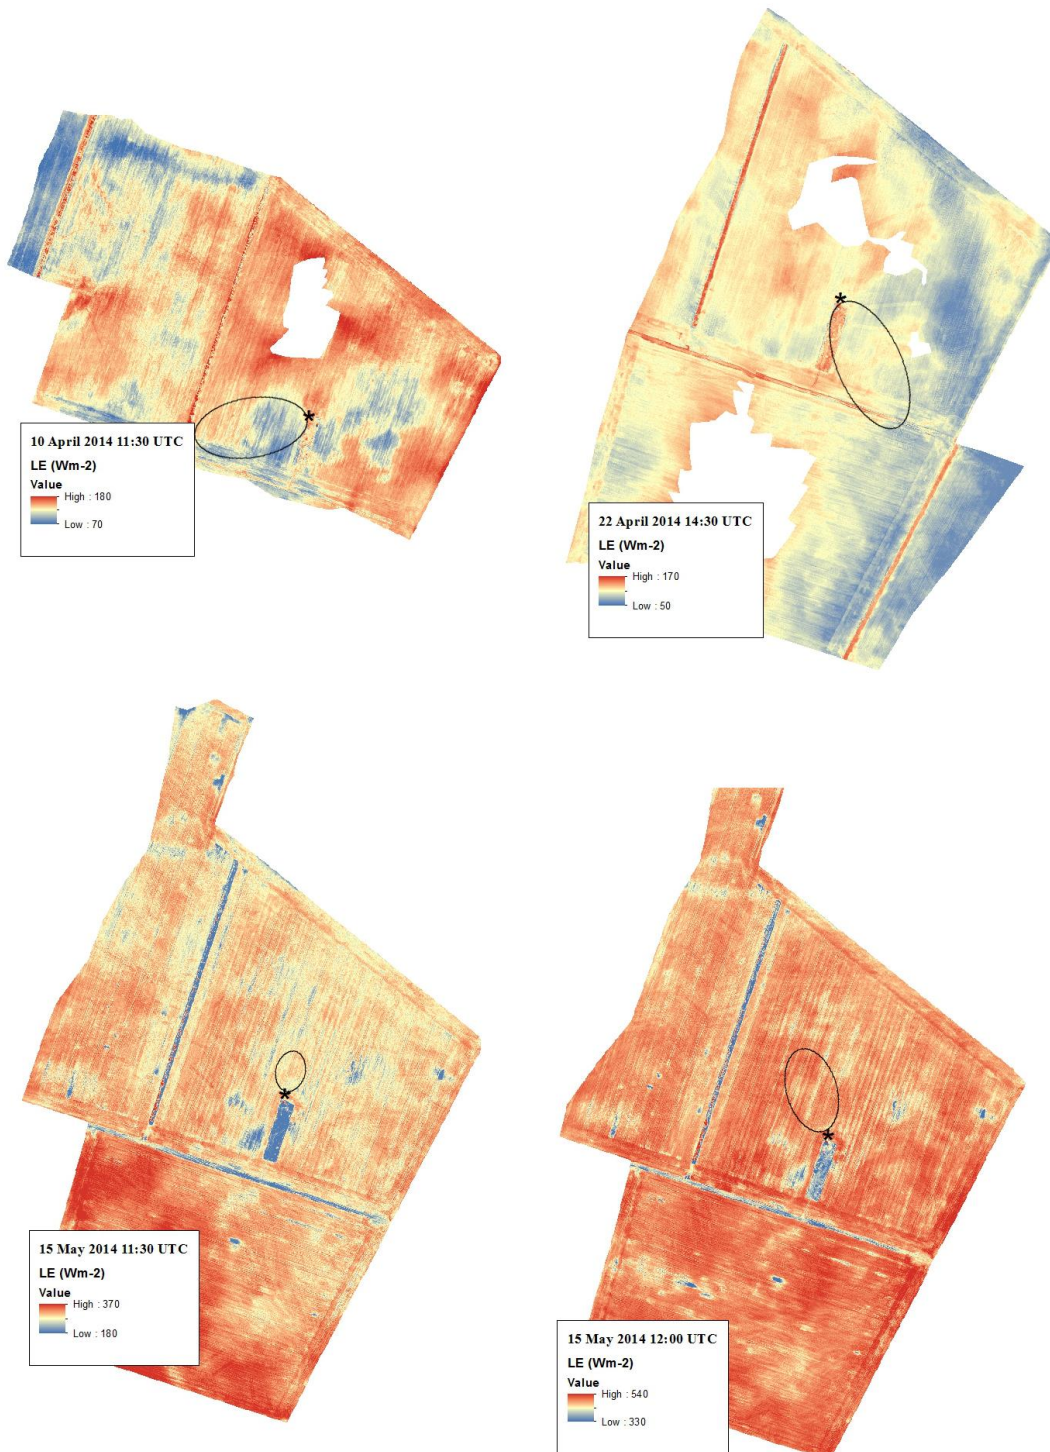 10 April 2014 11:30 UTC
LE (Wm-2)
Value
High : 180
Low : 70
22 April 2014 14:30 UTC
LE (Wm-2)
Value
High : 170
Low : 50
15 May 2014 11:30 UTC
LE (Wm-2)
Value
High : 370
Low : 180
15 May 2014 12:00 UTC
LE (Wm-2)
Value
High : 540
Low : 330